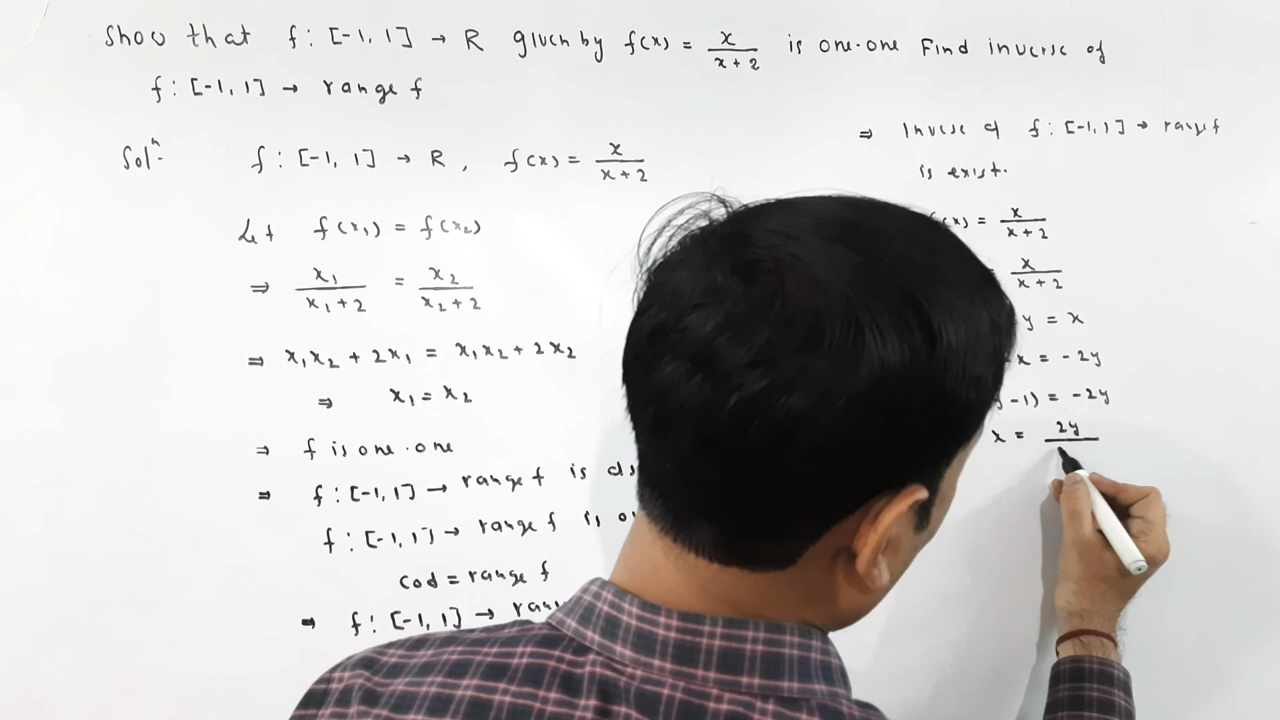 Show that f : [-1, 1] → R given by f(x) = x/(x+2) is one-one Find inverse of
f : [-1, 1] → range f
Solⁿ.
f : [-1, 1] → R , f(x) = x/(x+2)
Let f(x₁) = f(x₂)
⇒ x₁/(x₁+2) = x₂/(x₂+2)
⇒ x₁x₂ + 2x₁ = x₁x₂ + 2x₂
⇒ x₁ = x₂
⇒ f is one-one
⇒ f : [-1, 1] → range f is
f : [-1, 1] → range f is
Cod = range f
⇒ f : [-1, 1] →
⇒ Inverse of f : [-1, 1] → range f
is exist.
(x) = x/(x+2)
x/(x+2)
y = x
x = -2y
-1) = -2y
x = 2y